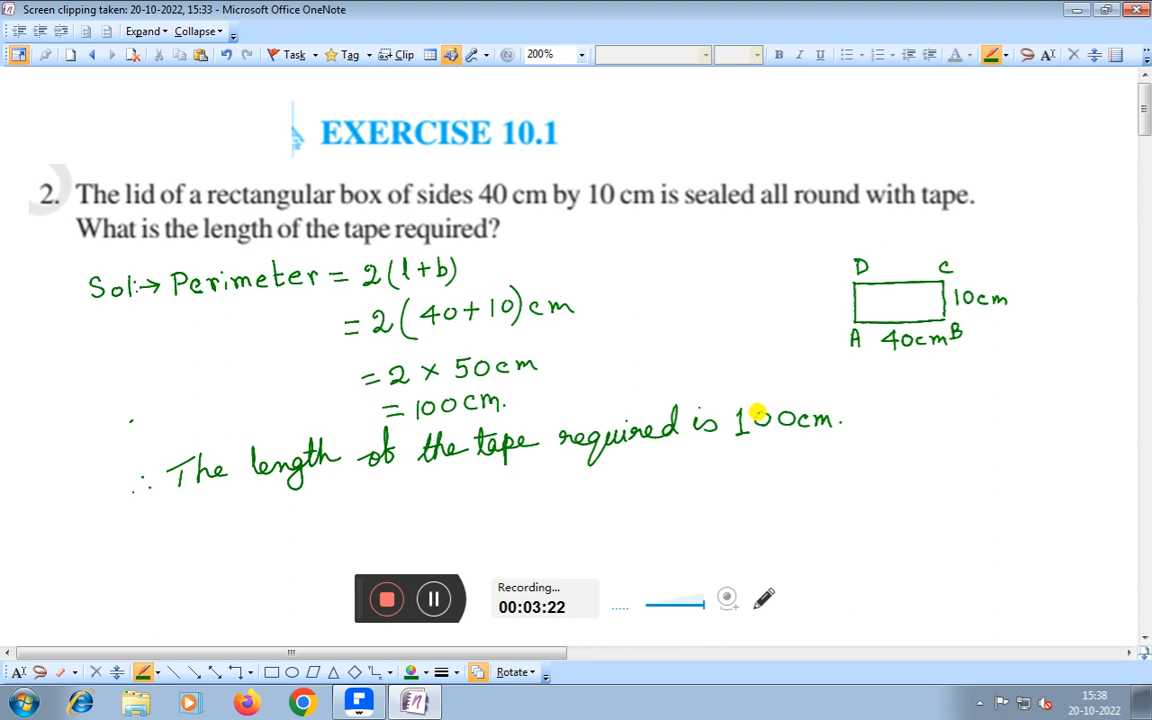 Screen clipping taken: 20-10-2022, 15:33 - Microsoft Office OneNote
Expand Collapse
Task Tag Clip 200% B I U A
EXERCISE 10.1
2. The lid of a rectangular box of sides 40 cm by 10 cm is sealed all round with tape.
What is the length of the tape required?
Sol:→ Perimeter = 2(l+b)
= 2(40+10)cm
= 2 × 50cm
= 100cm.
D C
10cm
A 40cm B
∴ The length of the tape required is 100cm.
Recording...
00:03:22
Rotate
15:38
20-10-2022